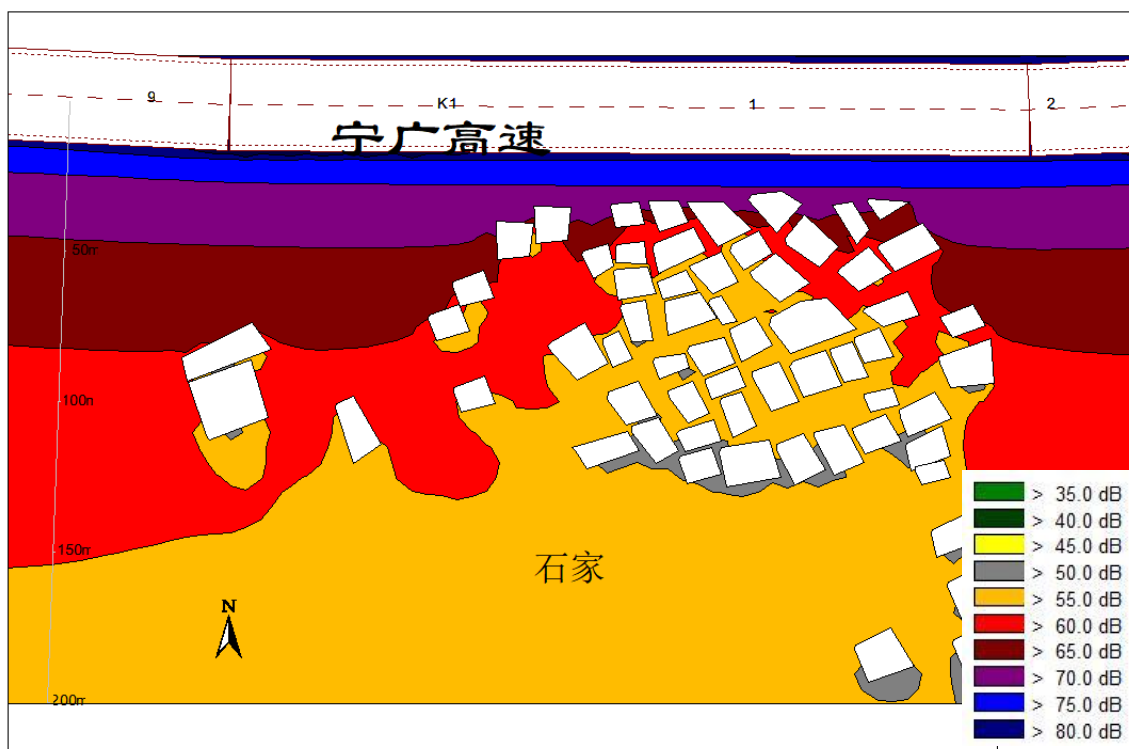 9 K1 1 2
宁广高速
50m
100m
150m
石家
N
200m
> 35.0 dB
> 40.0 dB
> 45.0 dB
> 50.0 dB
> 55.0 dB
> 60.0 dB
> 65.0 dB
> 70.0 dB
> 75.0 dB
> 80.0 dB